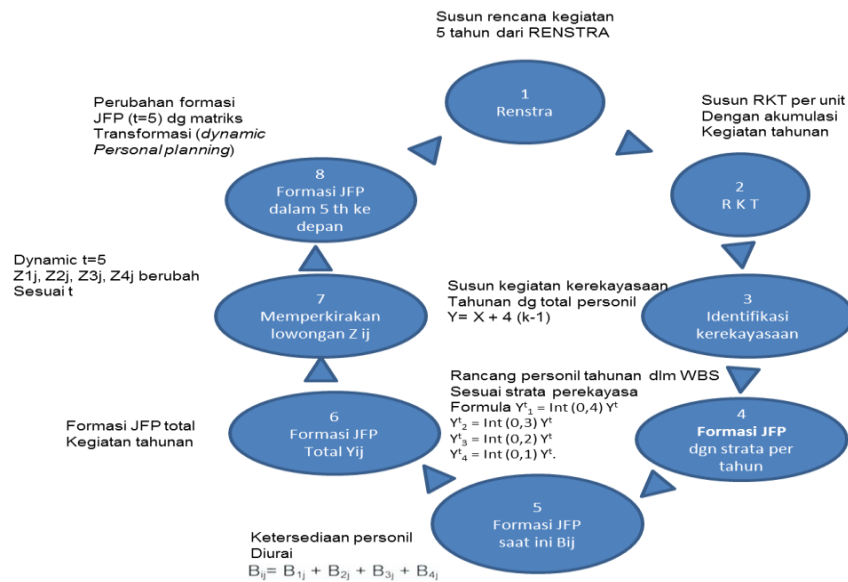 Susun rencana kegiatan
5 tahun dari RENSTRA
1
Renstra
Susun RKT per unit
Dengan akumulasi
Kegiatan tahunan
2
R K T
Susun kegiatan kerekayasaan
Tahunan dg total personil
Y= X + 4 (k-1)
3
Identifikasi
kerekayasaan
Rancang personil tahunan dlm WBS
Sesuai strata perekayasa
Formula Yᵗ₁ = Int (0,4) Yᵗ
Yᵗ₂ = Int (0,3) Yᵗ
Yᵗ₃ = Int (0,2) Yᵗ
Yᵗ₄ = Int (0,1) Yᵗ.
4
Formasi JFP
dgn strata per
tahun
5
Formasi JFP
saat ini Bij
Ketersediaan personil
Diurai
Bᵢⱼ= B₁ⱼ + B₂ⱼ + B₃ⱼ + B₄ⱼ
6
Formasi JFP
Total Yij
Formasi JFP total
Kegiatan tahunan
7
Memperkirakan
lowongan Z ij
Dynamic t=5
Z1j, Z2j, Z3j, Z4j berubah
Sesuai t
8
Formasi JFP
dalam 5 th ke
depan
Perubahan formasi
JFP (t=5) dg matriks
Transformasi (dynamic
Personal planning)